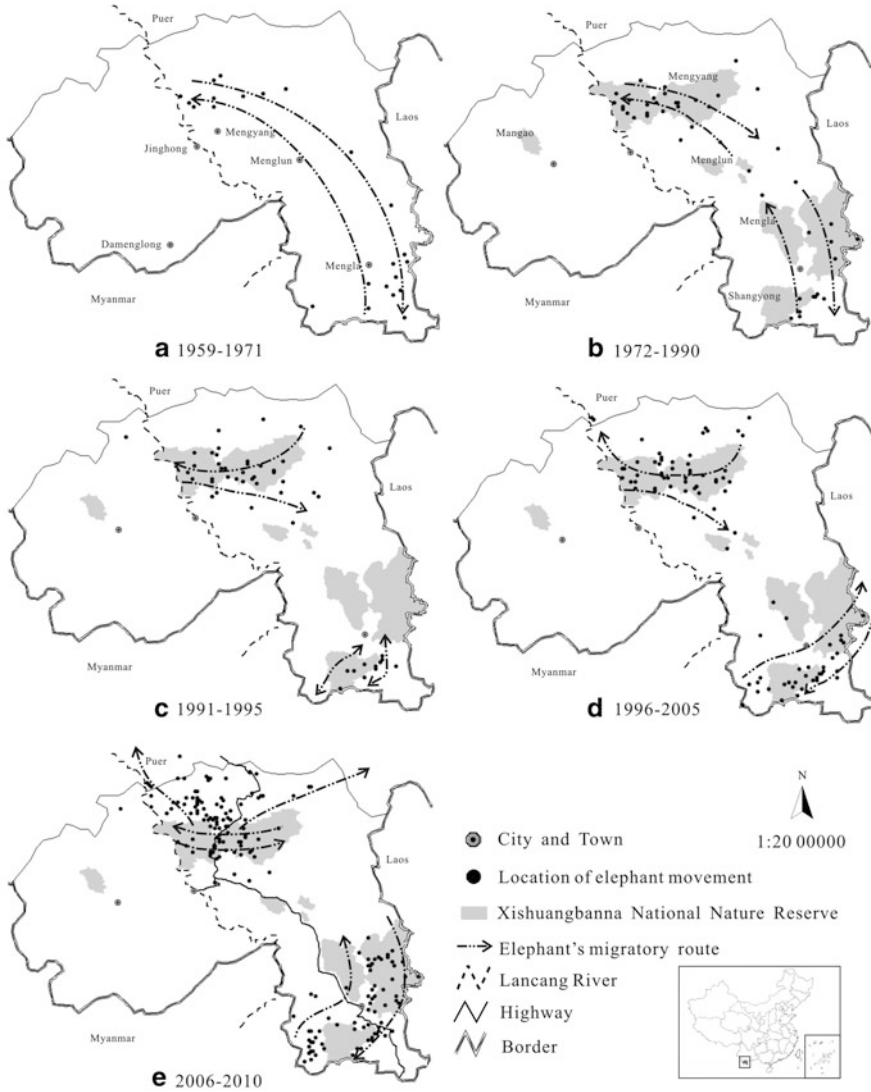 Puer
Laos
Mengyang
Jinghong
Menglun
Damenglong
Mengla
Myanmar
a 1959-1971
Puer
Mengyang
Laos
Mangao
Menglun
Mengla
Shangyong
Myanmar
b 1972-1990
Puer
Laos
Myanmar
c 1991-1995
Puer
Laos
Myanmar
d 1996-2005
Puer
Laos
Myanmar
e 2006-2010
N
1:20 00000
City and Town
Location of elephant movement
Xishuangbanna National Nature Reserve
Elephant's migratory route
Lancang River
Highway
Border